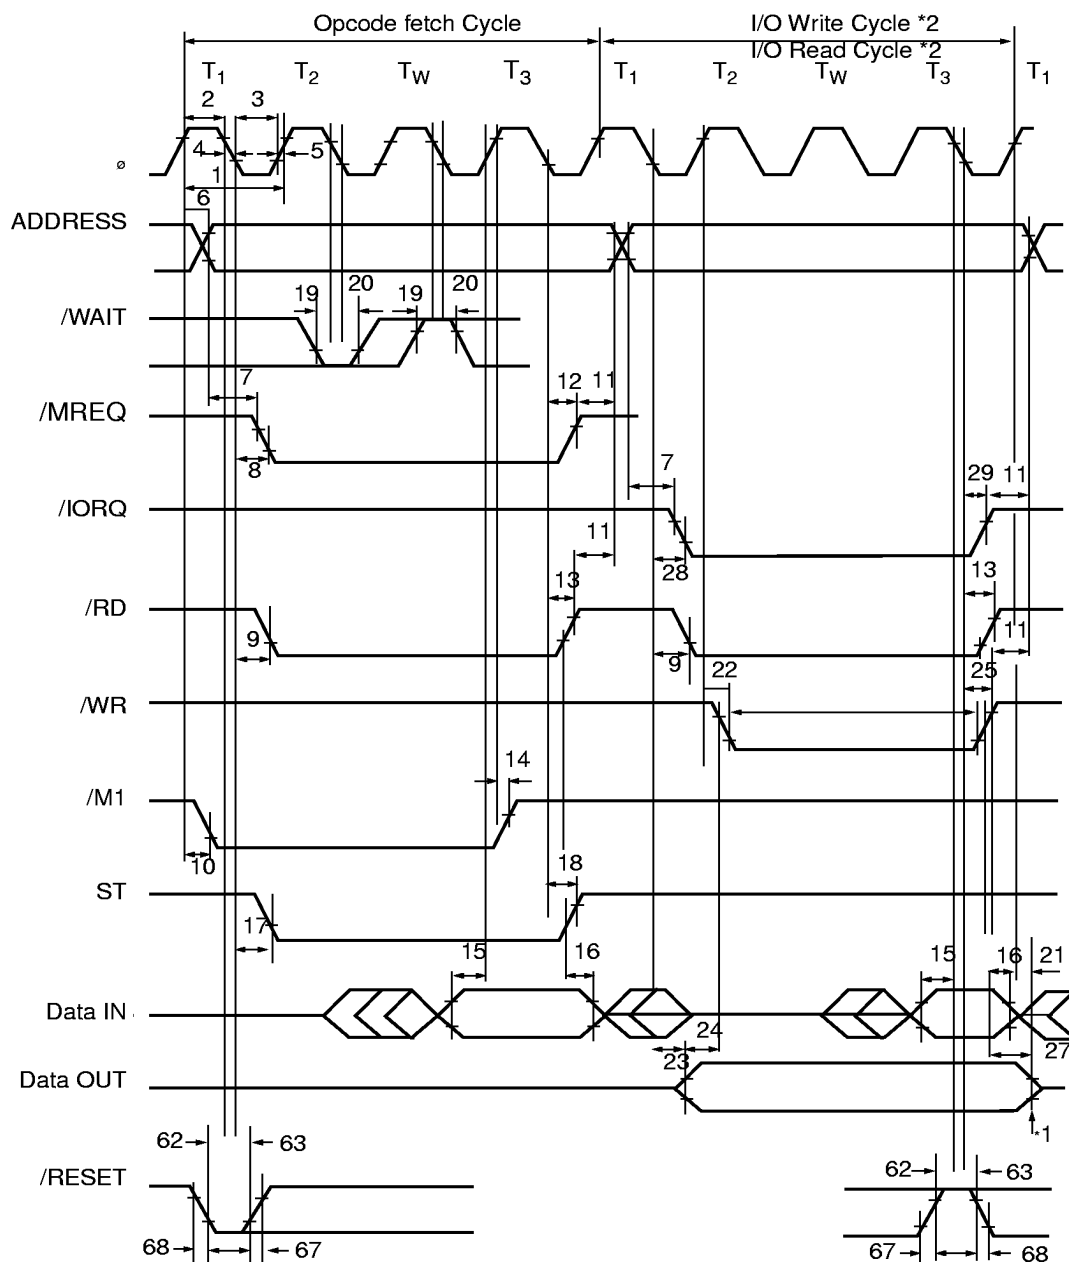 Opcode fetch Cycle I/O Write Cycle *2
I/O Read Cycle *2
T1 T2 TW T3 T1 T2 TW T3 T1
2 3
4 5
ø
1
6
ADDRESS
20 20
19 19
/WAIT
7 12 11
/MREQ
8
7 29 11
/IORQ
11
28
13 13
/RD
9 11
9 22 25
/WR
14
/M1
10 18
ST
17
15 16 15 16 21
Data IN
24
23 27
Data OUT
*1
62 63 62 63
/RESET
68 67 67 68